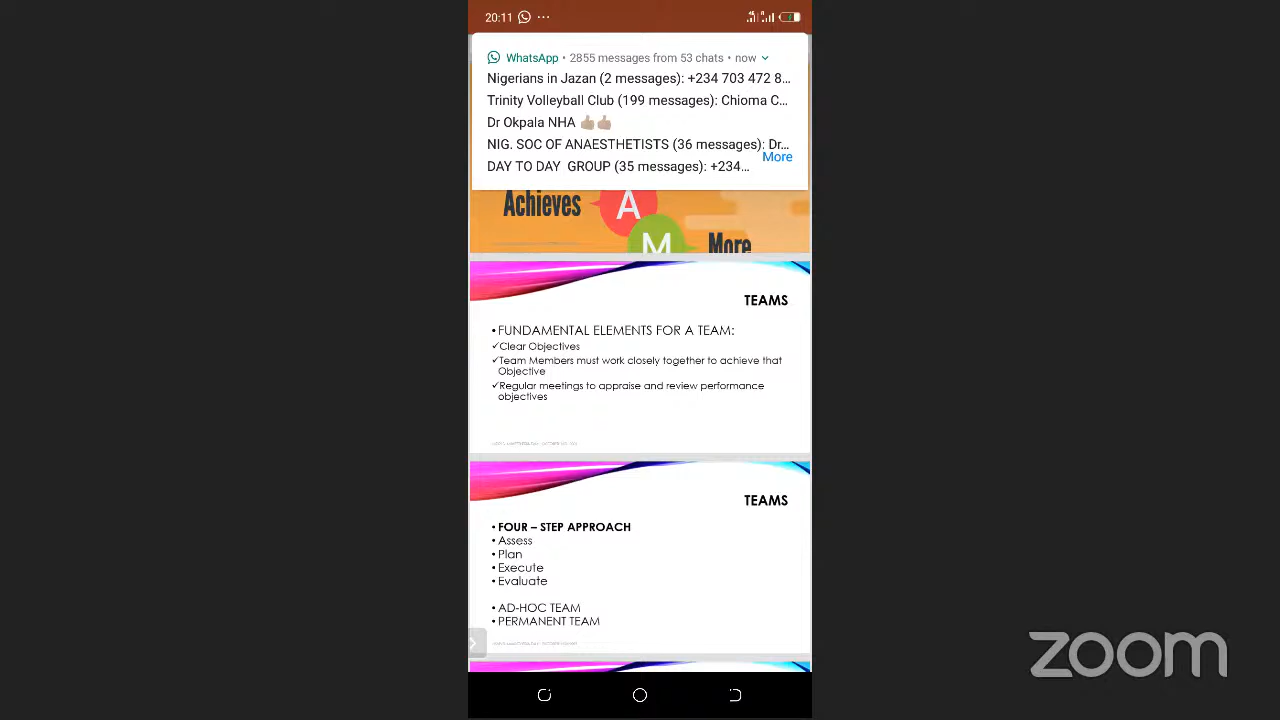 20:11
WhatsApp • 2855 messages from 53 chats • now
Nigerians in Jazan (2 messages): +234 703 472 8...
Trinity Volleyball Club (199 messages): Chioma C...
Dr Okpala NHA 👍🏼👍🏼
NIG. SOC OF ANAESTHETISTS (36 messages): Dr...
DAY TO DAY GROUP (35 messages): +234...
More
Achieves A
M More
TEAMS
• FUNDAMENTAL ELEMENTS FOR A TEAM:
✓Clear Objectives
✓Team Members must work closely together to achieve that
Objective
✓Regular meetings to appraise and review performance
objectives
TEAMS
• FOUR – STEP APPROACH
• Assess
• Plan
• Execute
• Evaluate
• AD-HOC TEAM
• PERMANENT TEAM
zoom